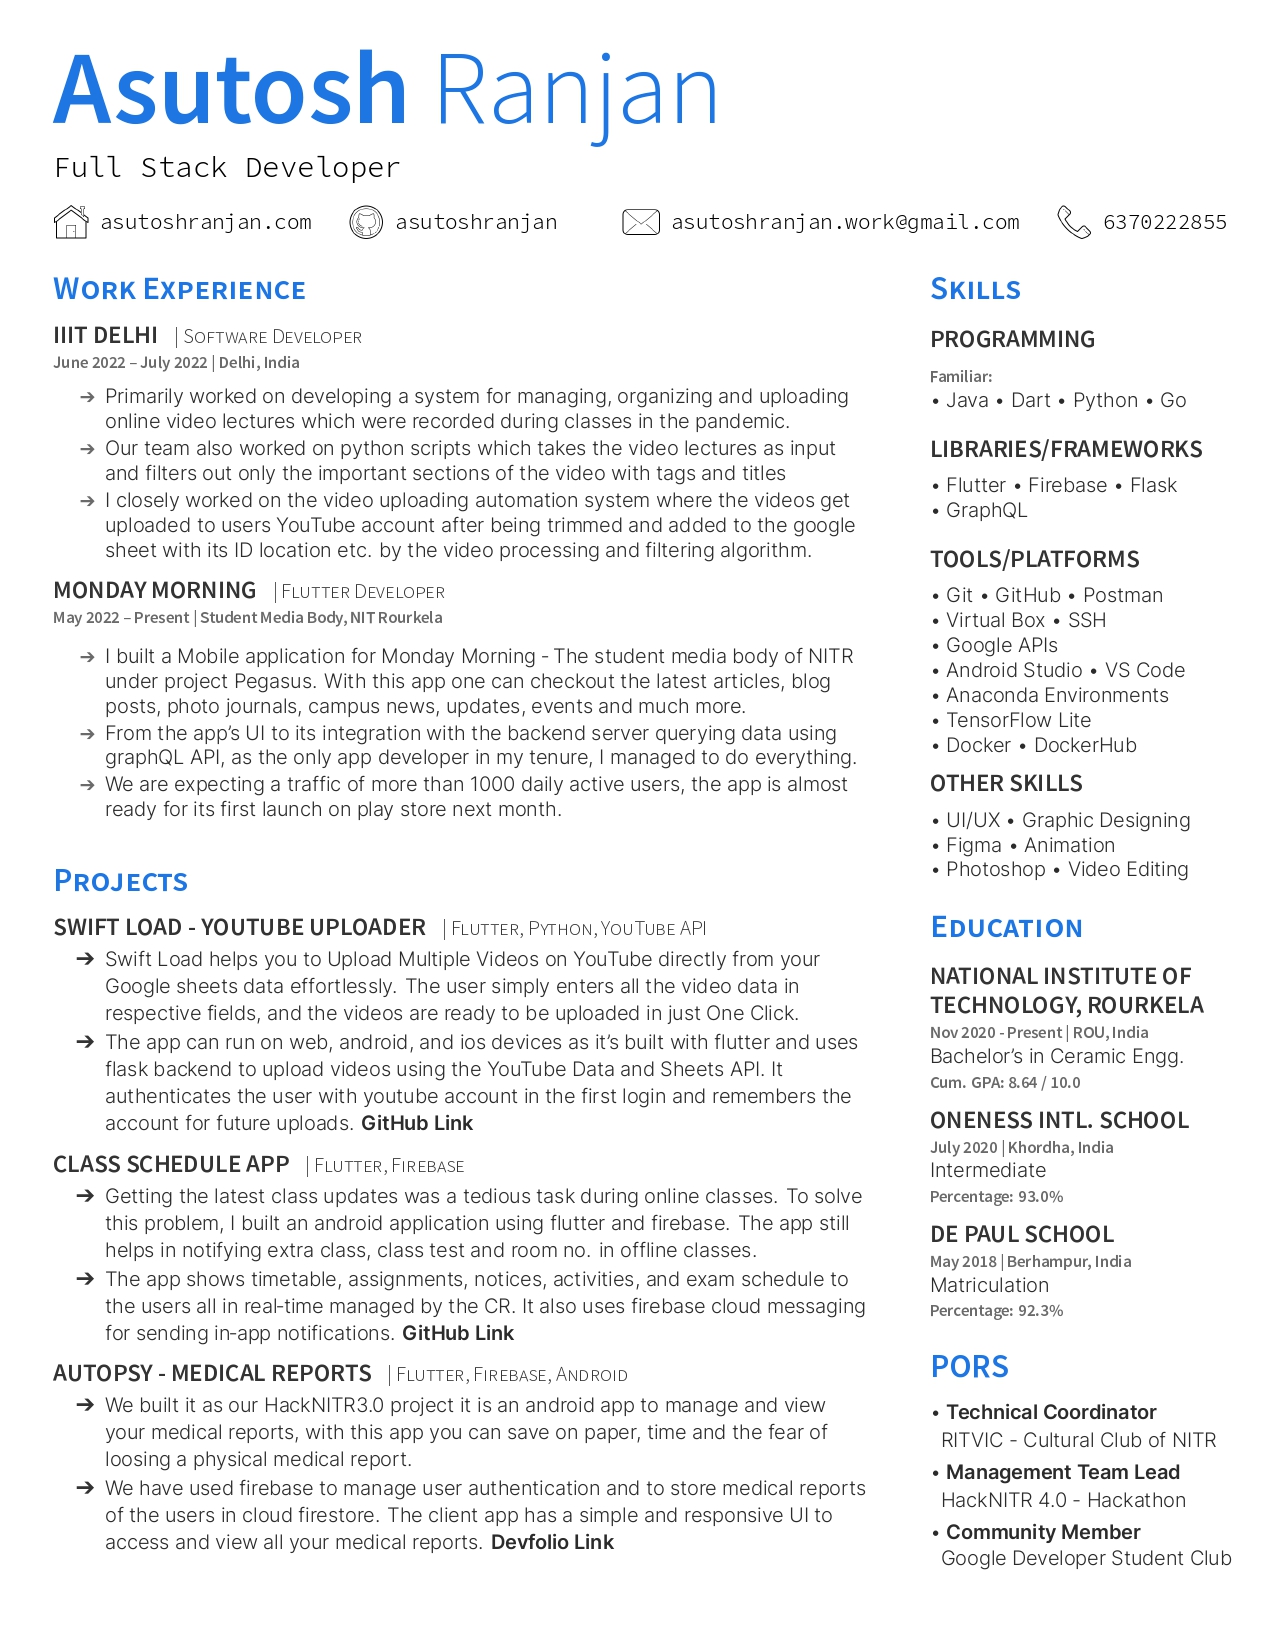 Asutosh Ranjan
Full Stack Developer
asutoshranjan.com asutoshranjan asutoshranjan.work@gmail.com 6370222855
WORK EXPERIENCE
IIIT DELHI | SOFTWARE DEVELOPER
June 2022 – July 2022 | Delhi, India
➔ Primarily worked on developing a system for managing, organizing and uploading
online video lectures which were recorded during classes in the pandemic.
➔ Our team also worked on python scripts which takes the video lectures as input
and filters out only the important sections of the video with tags and titles
➔ I closely worked on the video uploading automation system where the videos get
uploaded to users YouTube account after being trimmed and added to the google
sheet with its ID location etc. by the video processing and filtering algorithm.
MONDAY MORNING | FLUTTER DEVELOPER
May 2022 – Present | Student Media Body, NIT Rourkela
➔ I built a Mobile application for Monday Morning - The student media body of NITR
under project Pegasus. With this app one can checkout the latest articles, blog
posts, photo journals, campus news, updates, events and much more.
➔ From the app's UI to its integration with the backend server querying data using
graphQL API, as the only app developer in my tenure, I managed to do everything.
➔ We are expecting a traffic of more than 1000 daily active users, the app is almost
ready for its first launch on play store next month.
PROJECTS
SWIFT LOAD - YOUTUBE UPLOADER | FLUTTER, PYTHON, YOUTUBE API
➔ Swift Load helps you to Upload Multiple Videos on YouTube directly from your
Google sheets data effortlessly. The user simply enters all the video data in
respective fields, and the videos are ready to be uploaded in just One Click.
➔ The app can run on web, android, and ios devices as it's built with flutter and uses
flask backend to upload videos using the YouTube Data and Sheets API. It
authenticates the user with youtube account in the first login and remembers the
account for future uploads. GitHub Link
CLASS SCHEDULE APP | FLUTTER, FIREBASE
➔ Getting the latest class updates was a tedious task during online classes. To solve
this problem, I built an android application using flutter and firebase. The app still
helps in notifying extra class, class test and room no. in offline classes.
➔ The app shows timetable, assignments, notices, activities, and exam schedule to
the users all in real-time managed by the CR. It also uses firebase cloud messaging
for sending in-app notifications. GitHub Link
AUTOPSY - MEDICAL REPORTS | FLUTTER, FIREBASE, ANDROID
➔ We built it as our HackNITR3.0 project it is an android app to manage and view
your medical reports, with this app you can save on paper, time and the fear of
loosing a physical medical report.
➔ We have used firebase to manage user authentication and to store medical reports
of the users in cloud firestore. The client app has a simple and responsive UI to
access and view all your medical reports. Devfolio Link
SKILLS
PROGRAMMING
Familiar:
• Java • Dart • Python • Go
LIBRARIES/FRAMEWORKS
• Flutter • Firebase • Flask
• GraphQL
TOOLS/PLATFORMS
• Git • GitHub • Postman
• Virtual Box • SSH
• Google APIs
• Android Studio • VS Code
• Anaconda Environments
• TensorFlow Lite
• Docker • DockerHub
OTHER SKILLS
• UI/UX • Graphic Designing
• Figma • Animation
• Photoshop • Video Editing
EDUCATION
NATIONAL INSTITUTE OF
TECHNOLOGY, ROURKELA
Nov 2020 - Present | ROU, India
Bachelor's in Ceramic Engg.
Cum. GPA: 8.64 / 10.0
ONENESS INTL. SCHOOL
July 2020 | Khordha, India
Intermediate
Percentage: 93.0%
DE PAUL SCHOOL
May 2018 | Berhampur, India
Matriculation
Percentage: 92.3%
PORS
• Technical Coordinator
RITVIC - Cultural Club of NITR
• Management Team Lead
HackNITR 4.0 - Hackathon
• Community Member
Google Developer Student Club